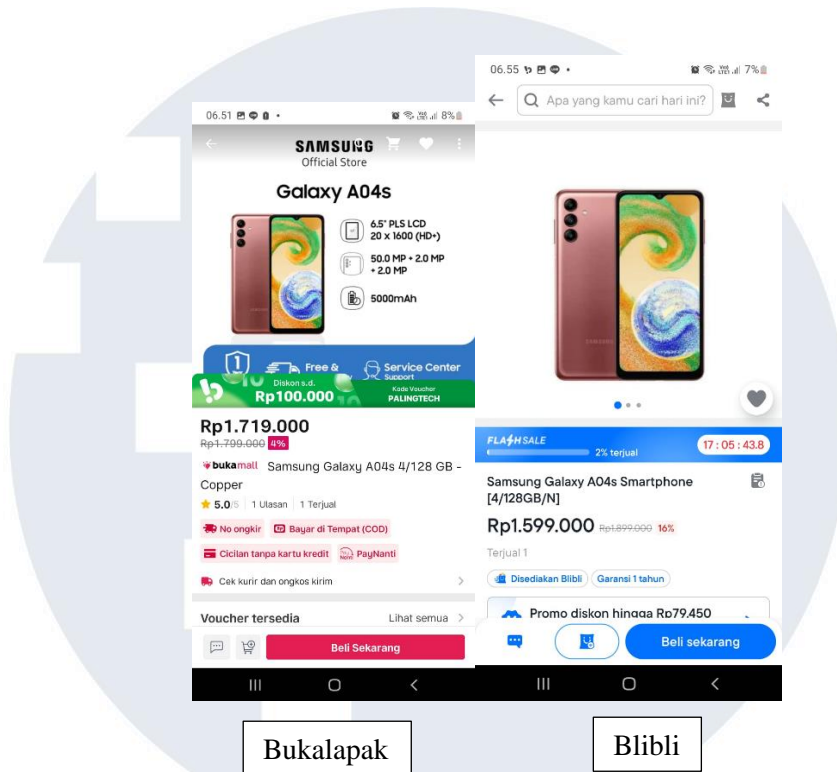 06.51
8%
SAMSUNG
Official Store
Galaxy A04s
6.5" PLS LCD
20 x 1600 (HD+)
50.0 MP + 2.0 MP
+ 2.0 MP
5000mAh
1
Free &
Service Center
Support
Diskon s.d.
Rp100.000
Kode Voucher
PALINGTECH
Rp1.719.000
Rp1.799.000 4%
bukamall Samsung Galaxy A04s 4/128 GB -
Copper
5.0/5 1 Ulasan 1 Terjual
No ongkir Bayar di Tempat (COD)
Cicilan tanpa kartu kredit PayNanti
Cek kurir dan ongkos kirim
Voucher tersedia Lihat semua
Beli Sekarang
Bukalapak
06.55
7%
Apa yang kamu cari hari ini?
SAMSUNG
FLASH SALE
2% terjual
17 : 05 : 43.8
Samsung Galaxy A04s Smartphone
[4/128GB/N]
Rp1.599.000 Rp1.899.000 16%
Terjual 1
Disediakan Blibli Garansi 1 tahun
Promo diskon hingga Rp79.450
Beli sekarang
Blibli